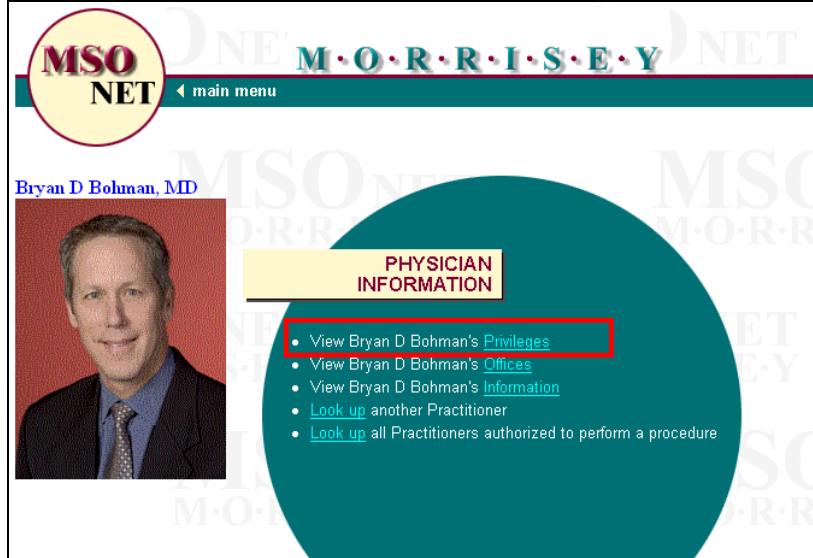 MSO
NET
M·O·R·R·I·S·E·Y
main menu
Bryan D Bohman, MD
PHYSICIAN
INFORMATION
• View Bryan D Bohman's Privileges
• View Bryan D Bohman's Offices
• View Bryan D Bohman's Information
• Look up another Practitioner
• Look up all Practitioners authorized to perform a procedure